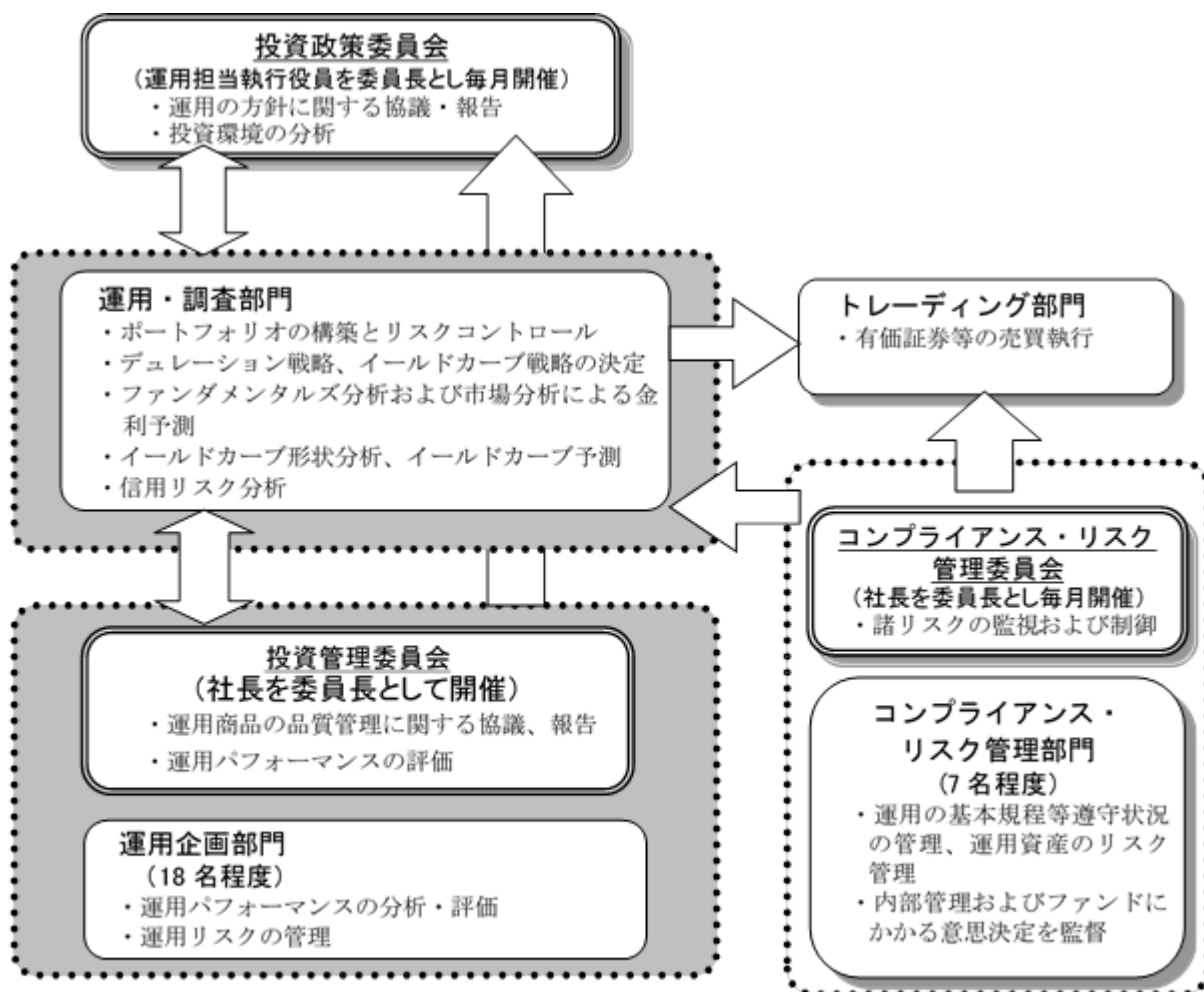 投資政策委員会
(運用担当執行役員を委員長とし毎月開催)
・運用の方針に関する協議・報告
・投資環境の分析
運用・調査部門
・ポートフォリオの構築とリスクコントロール
・デュレーション戦略、イールドカーブ戦略の決定
・ファンダメンタルズ分析および市場分析による金
利予測
・イールドカーブ形状分析、イールドカーブ予測
・信用リスク分析
トレーディング部門
・有価証券等の売買執行
コンプライアンス・リスク
管理委員会
(社長を委員長とし毎月開催)
・諸リスクの監視および制御
投資管理委員会
(社長を委員長として開催)
・運用商品の品質管理に関する協議、報告
・運用パフォーマンスの評価
運用企画部門
(18 名程度)
・運用パフォーマンスの分析・評価
・運用リスクの管理
コンプライアンス・
リスク管理部門
(7 名程度)
・運用の基本規程等遵守状況
の管理、運用資産のリスク
管理
・内部管理およびファンドに
かかる意思決定を監督